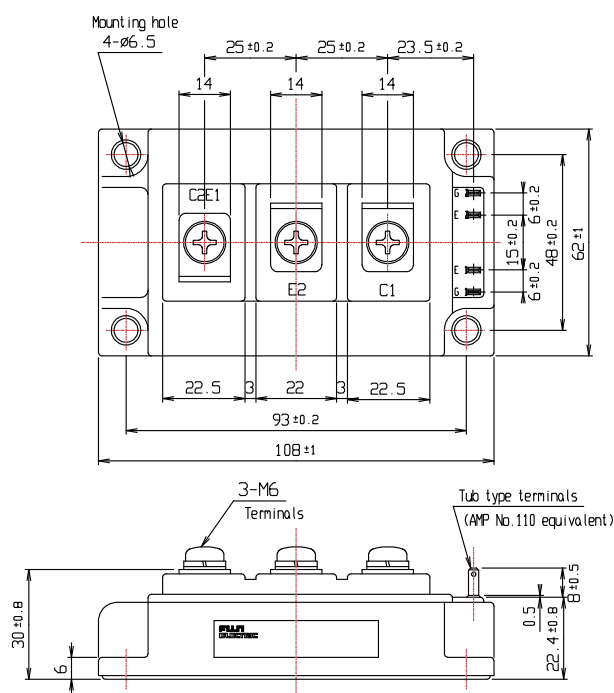 Mounting hole
4-ø6.5
25±0.2
25±0.2
23.5±0.2
14
14
14
C2E1
E2
C1
G
E
E
G
6±0.2
15±0.2
6±0.2
48±0.2
62±1
22.5
3
22
3
22.5
93±0.2
108±1
3-M6
Terminals
Tub type terminals
(AMP No.110 equivalent)
30±0.8
6
FUJI
ELECTRIC
0.5
8±0.5
22.4±0.8